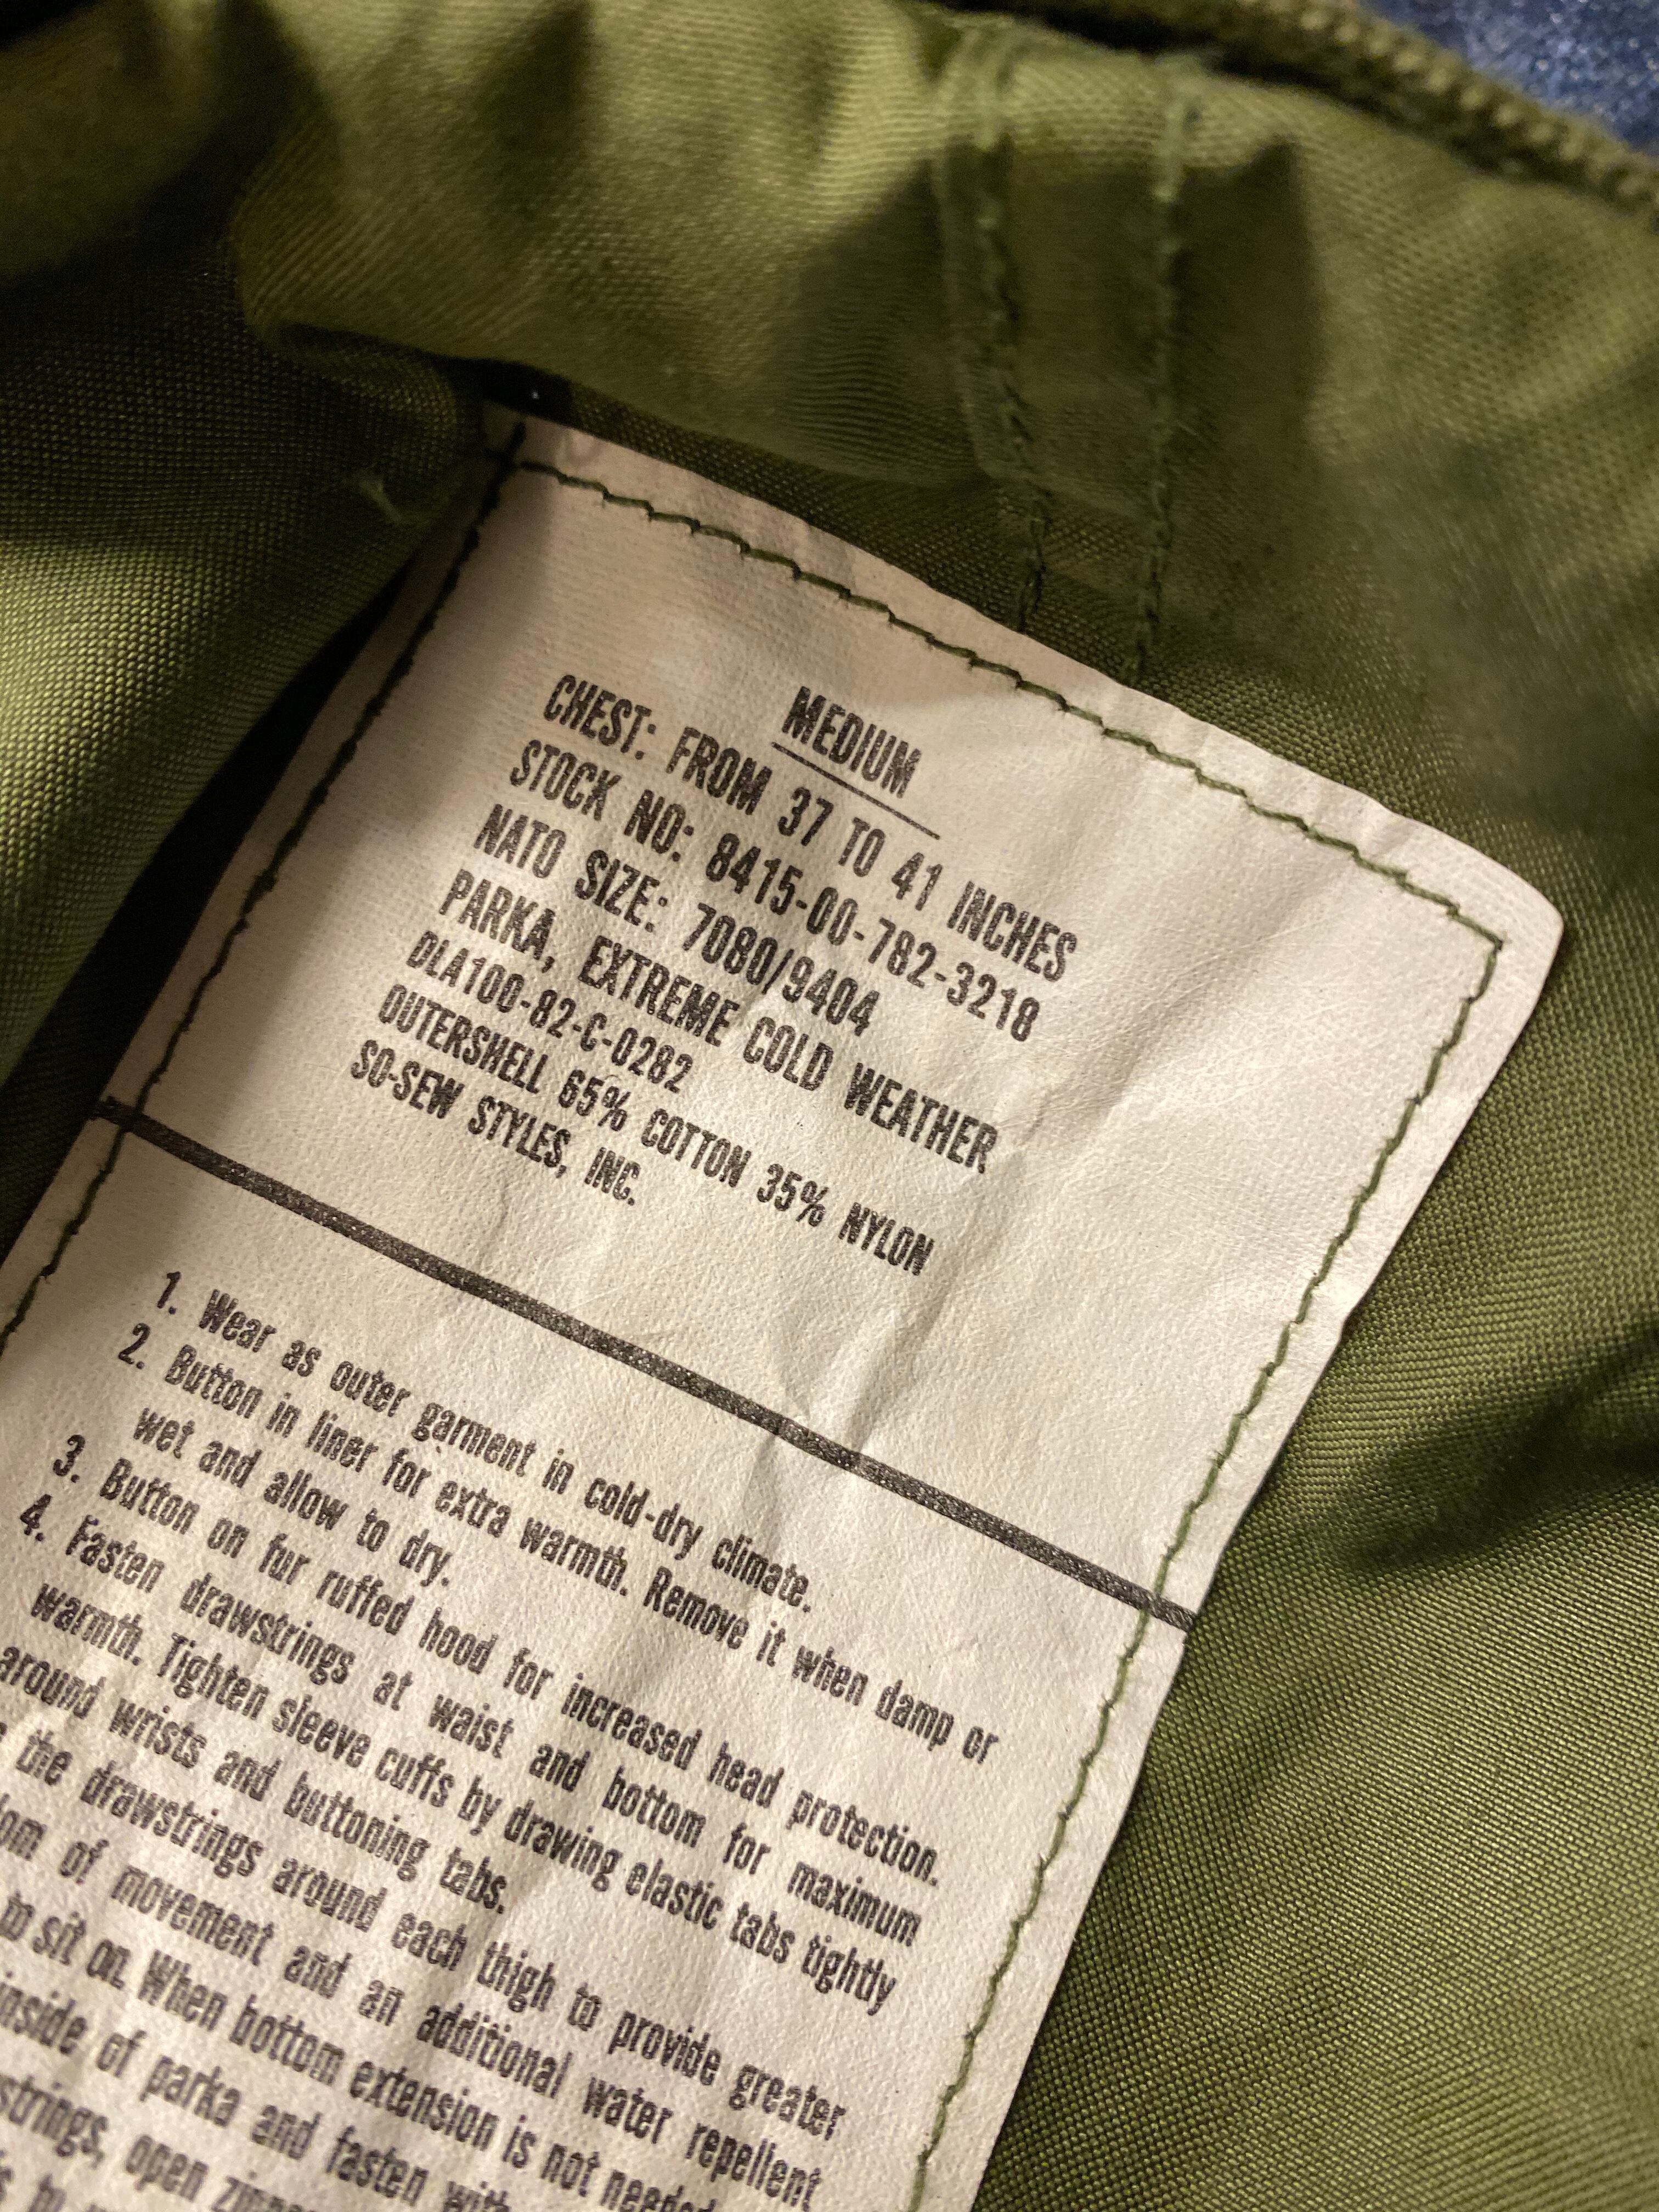 MEDIUM
CHEST: FROM 37 TO 41 INCHES
STOCK NO: 8415-00-782-3218
NATO SIZE: 7080/9404
PARKA, EXTREME COLD WEATHER
DLA100-82-C-0282
OUTERSHELL 65% COTTON 35% NYLON
SO-SEW STYLES, INC.
1. Wear as outer garment in cold-dry climate.
2. Button in liner for extra warmth. Remove it when damp or
wet and allow to dry.
3. Button on fur ruffed hood for increased head protection.
4. Fasten drawstrings at waist and bottom for maximum
warmth. Tighten sleeve cuffs by drawing elastic tabs tightly
around wrists and buttoning tabs.
the drawstrings around each thigh to provide greater
of movement and an additional water repellent
to sit on. When bottom extension is not needed
inside of parka and fasten with
open
to